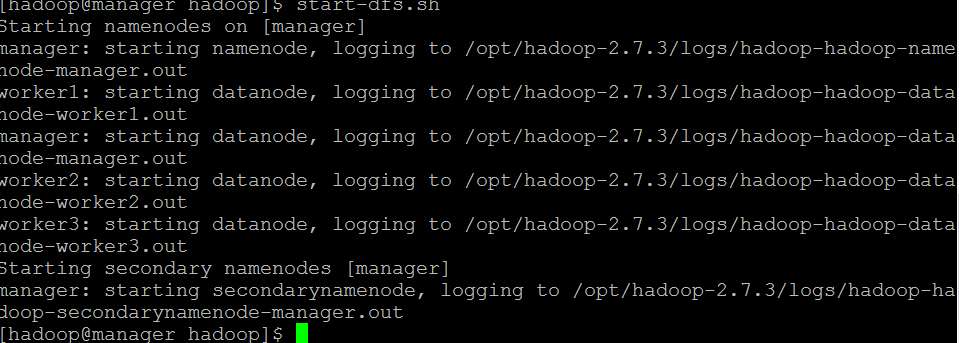 [hadoop@manager hadoop]$ start-dfs.sh
Starting namenodes on [manager]
manager: starting namenode, logging to /opt/hadoop-2.7.3/logs/hadoop-hadoop-name
node-manager.out
worker1: starting datanode, logging to /opt/hadoop-2.7.3/logs/hadoop-hadoop-data
node-worker1.out
manager: starting datanode, logging to /opt/hadoop-2.7.3/logs/hadoop-hadoop-data
node-manager.out
worker2: starting datanode, logging to /opt/hadoop-2.7.3/logs/hadoop-hadoop-data
node-worker2.out
worker3: starting datanode, logging to /opt/hadoop-2.7.3/logs/hadoop-hadoop-data
node-worker3.out
Starting secondary namenodes [manager]
manager: starting secondarynamenode, logging to /opt/hadoop-2.7.3/logs/hadoop-ha
doop-secondarynamenode-manager.out
[hadoop@manager hadoop]$